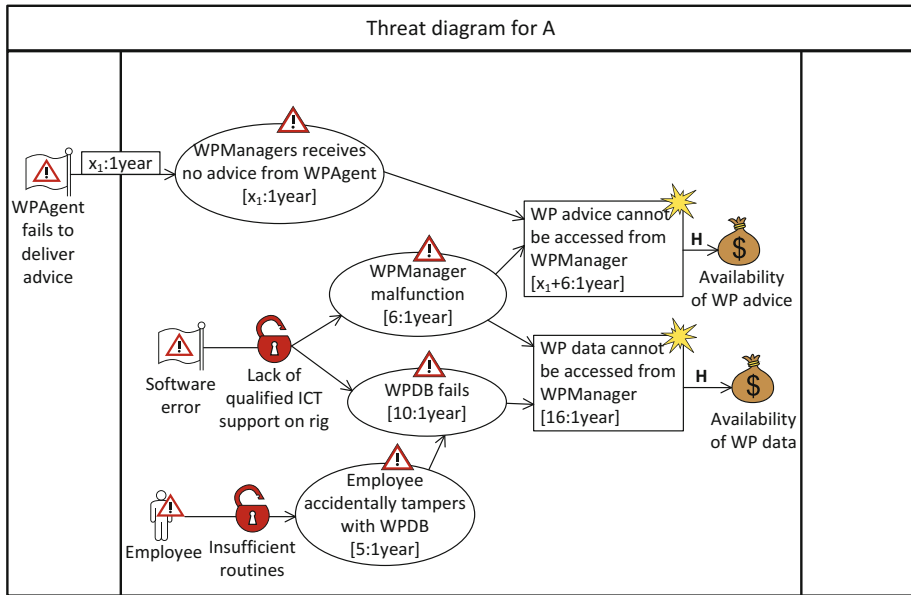 Threat diagram for A
x₁:1year
WPAgent
fails to
deliver
advice
WPManagers receives
no advice from WPAgent
[x₁:1year]
WP advice cannot
be accessed from
WPManager
[x₁+6:1year]
H
$
Availability
of WP advice
WPManager
malfunction
[6:1year]
Software
error
Lack of
qualified ICT
support on rig
WPDB fails
[10:1year]
WP data cannot
be accessed from
WPManager
[16:1year]
H
$
Availability
of WP data
Employee
accidentally tampers
with WPDB
[5:1year]
Employee
Insufficient
routines